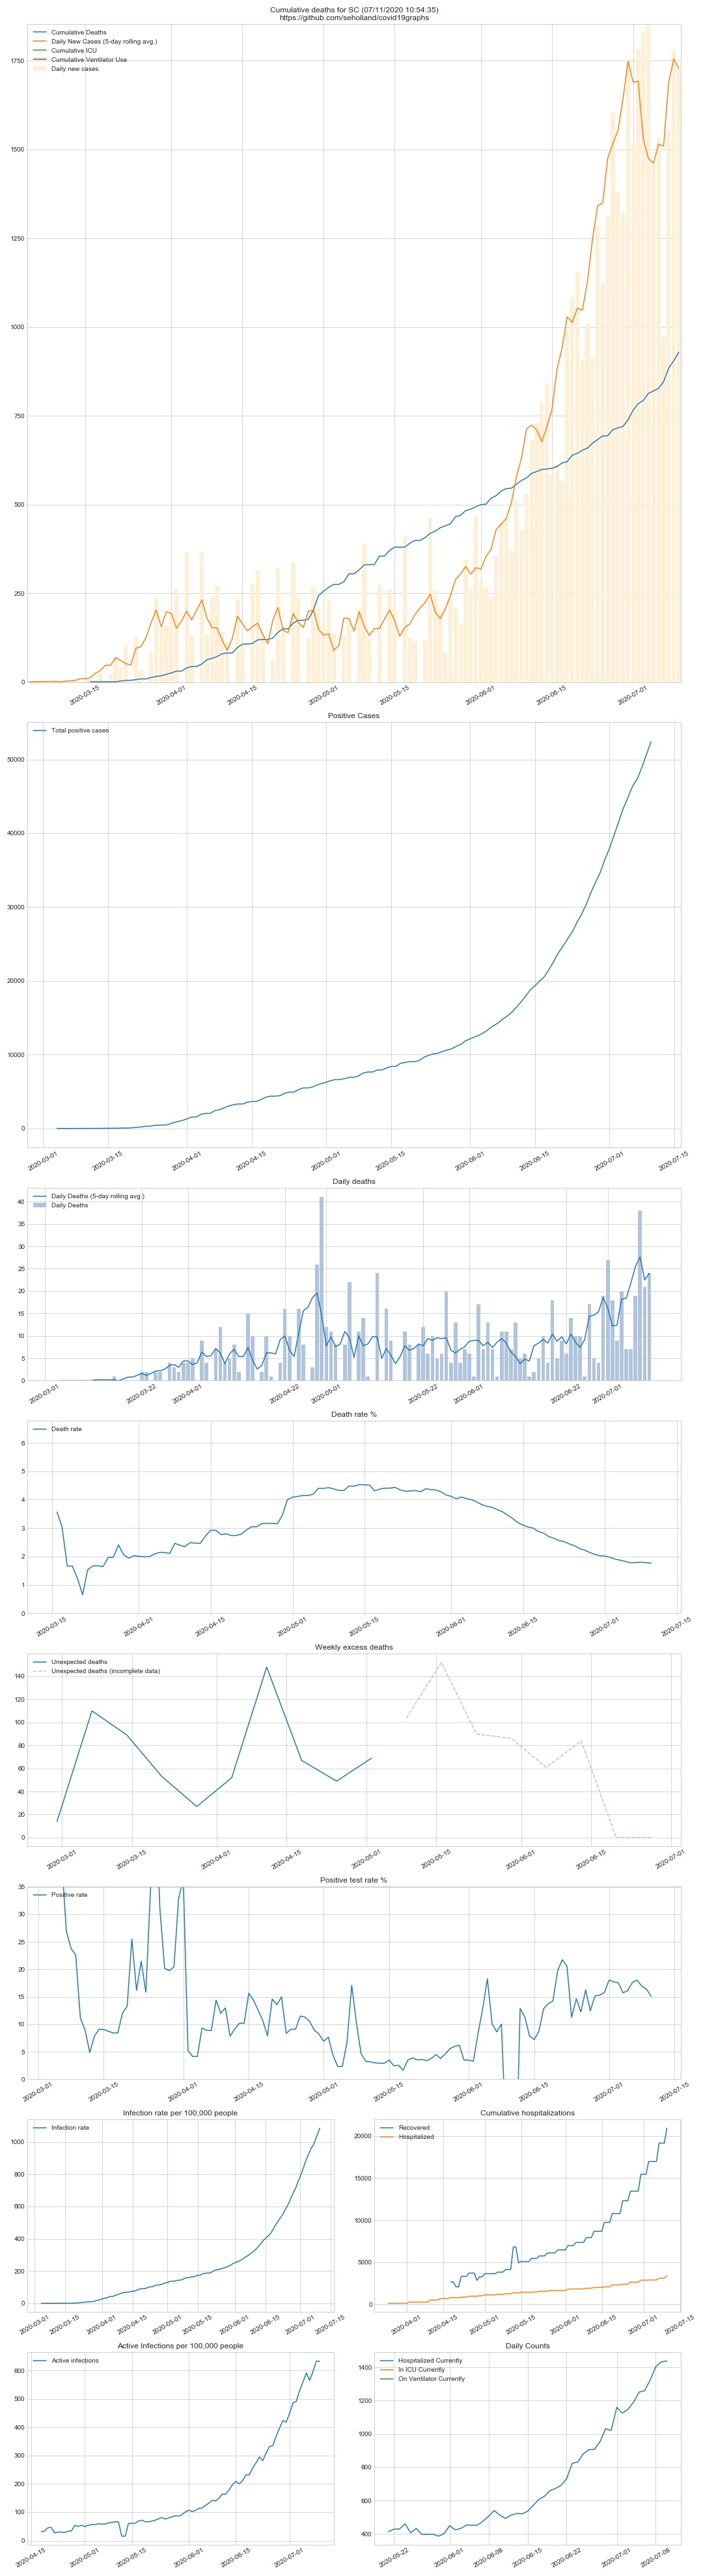 Cumulative deaths for SC (07/11/2020 10:54:35)
https://github.com/seholland/covid19graphs
Cumulative Deaths
Daily New Cases (5-day rolling avg.)
Cumulative ICU
Cumulative Ventilator Use
Daily new cases
1750
1500
1250
1000
750
500
250
0
2020-03-15 2020-04-01 2020-04-15 2020-05-01 2020-05-15 2020-06-01 2020-06-15 2020-07-01
Positive Cases
Total positive cases
50000
40000
30000
20000
10000
0
2020-03-01 2020-03-15 2020-04-01 2020-04-15 2020-05-01 2020-05-15 2020-06-01 2020-06-15 2020-07-01 2020-07-15
Daily deaths
Daily Deaths (5-day rolling avg.)
Daily Deaths
40
35
30
25
20
15
10
5
0
2020-03-01 2020-03-22 2020-04-01 2020-04-22 2020-05-01 2020-05-22 2020-06-01 2020-06-22 2020-07-01
Death rate %
Death rate
6
5
4
3
2
1
0
2020-03-15 2020-04-01 2020-04-15 2020-05-01 2020-05-15 2020-06-01 2020-06-15 2020-07-01 2020-07-15
Weekly excess deaths
Unexpected deaths
Unexpected deaths (incomplete data)
140
120
100
80
60
40
20
0
2020-03-01 2020-03-15 2020-04-01 2020-04-15 2020-05-01 2020-05-15 2020-06-01 2020-06-15 2020-07-01
Positive test rate %
Positive rate
35
30
25
20
15
10
5
0
2020-03-01 2020-03-15 2020-04-01 2020-04-15 2020-05-01 2020-05-15 2020-06-01 2020-06-15 2020-07-01 2020-07-15
Infection rate per 100,000 people
Infection rate
1000
800
600
400
200
0
2020-03-01 2020-03-15 2020-04-01 2020-04-15 2020-05-01 2020-05-15 2020-06-01 2020-06-15 2020-07-01 2020-07-15
Cumulative hospitalizations
Recovered
Hospitalized
20000
15000
10000
5000
0
2020-04-01 2020-04-15 2020-05-01 2020-05-15 2020-06-01 2020-06-15 2020-07-01 2020-07-15
Active Infections per 100,000 people
Active infections
600
500
400
300
200
100
0
2020-04-15 2020-05-01 2020-05-15 2020-06-01 2020-06-15 2020-07-01
Daily Counts
Hospitalized Currently
In ICU Currently
On Ventilator Currently
1400
1200
1000
800
600
400
2020-05-22 2020-06-01 2020-06-08 2020-06-15 2020-06-22 2020-07-01 2020-07-08